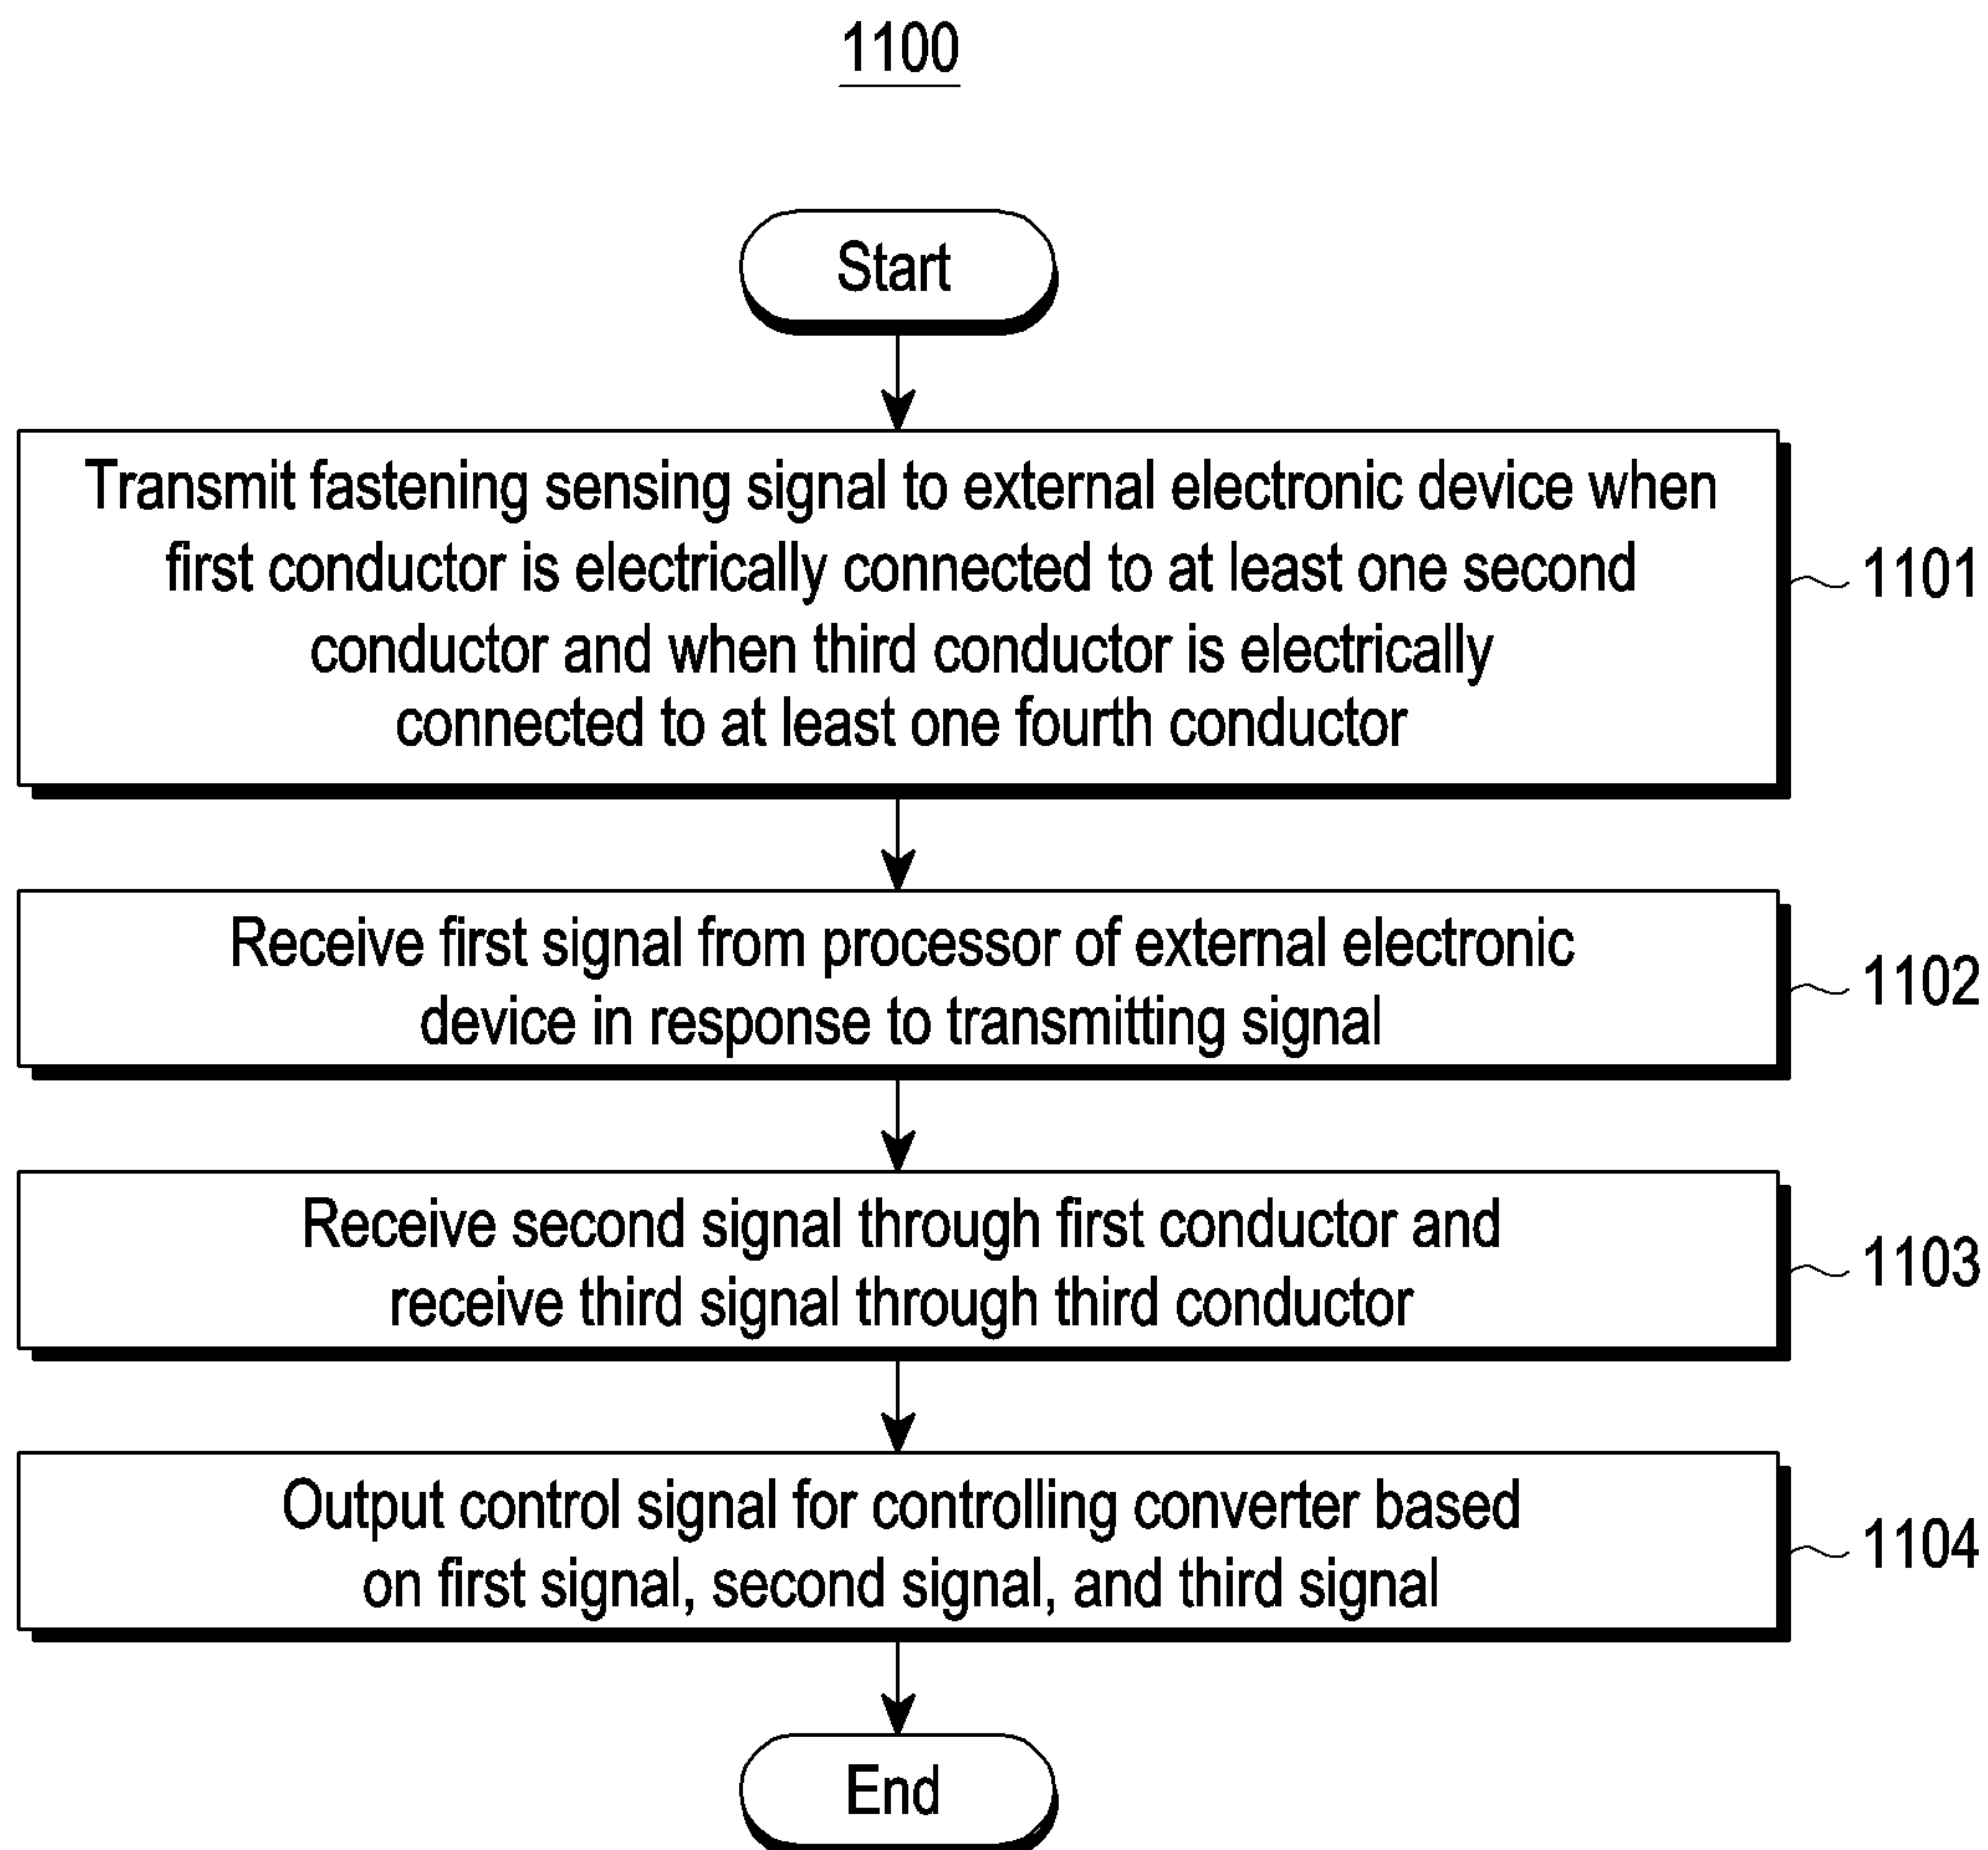 1100
Start
Transmit fastening sensing signal to external electronic device when
first conductor is electrically connected to at least one second
conductor and when third conductor is electrically
connected to at least one fourth conductor
1101
Receive first signal from processor of external electronic
device in response to transmitting signal
1102
Receive second signal through first conductor and
receive third signal through third conductor
1103
Output control signal for controlling converter based
on first signal, second signal, and third signal
1104
End